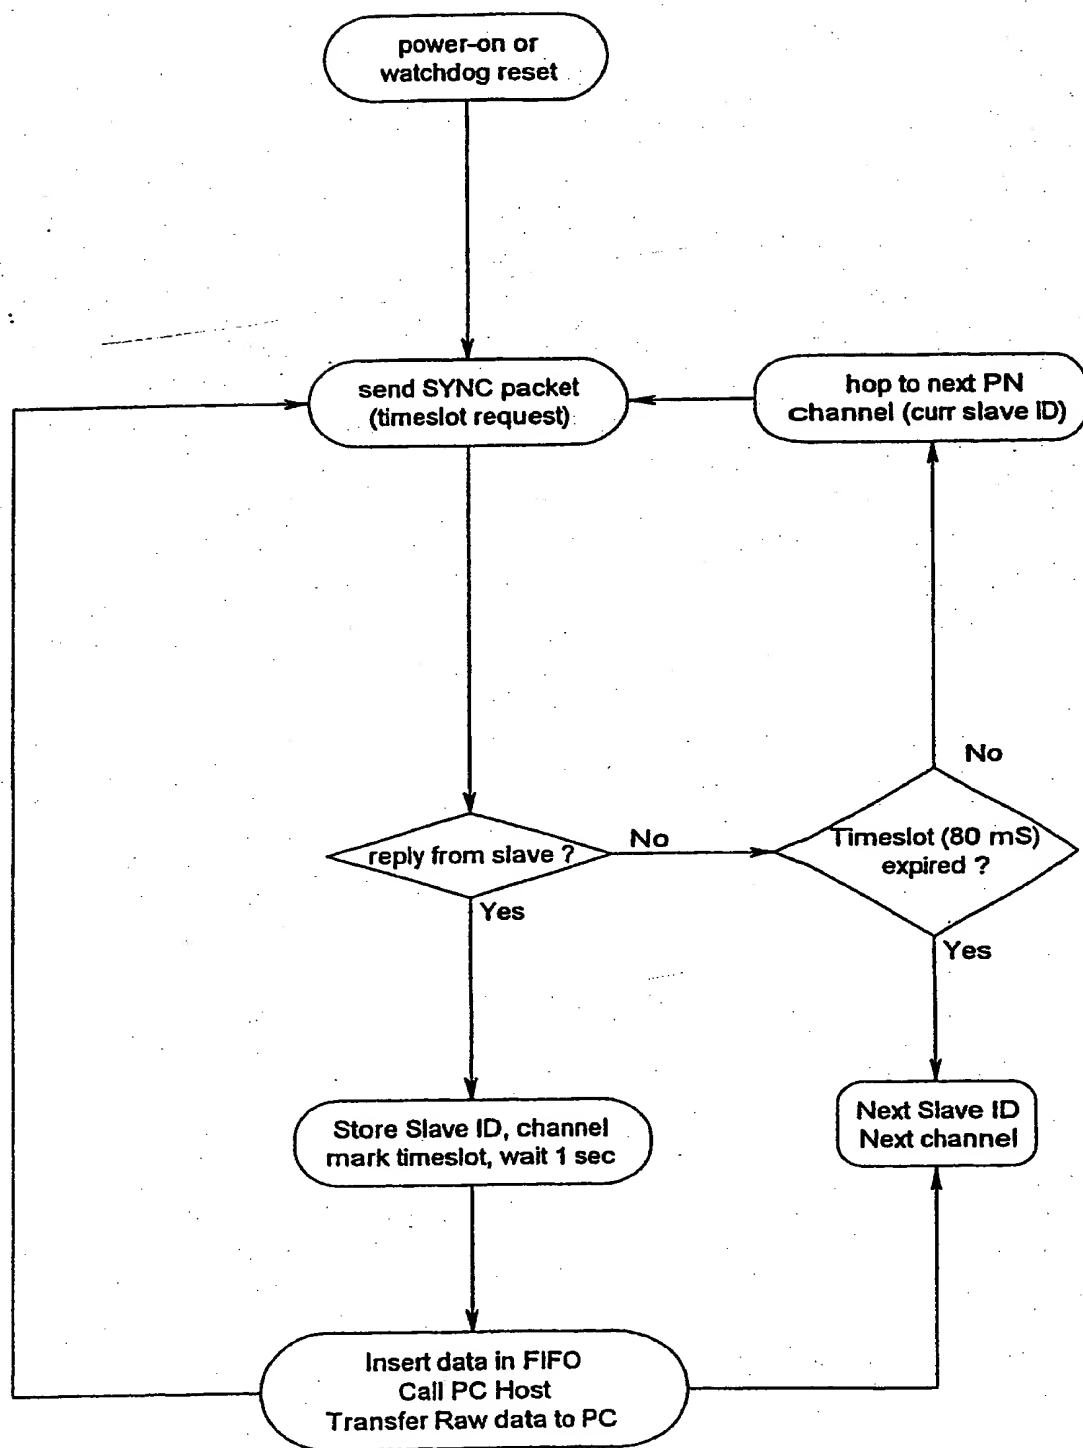 power-on or
watchdog reset
send SYNC packet
(timeslot request)
hop to next PN
channel (curr slave ID)
No
reply from slave ?
No
Timeslot (80 mS)
expired ?
Yes
Yes
Store Slave ID, channel
mark timeslot, wait 1 sec
Next Slave ID
Next channel
Insert data in FIFO
Call PC Host
Transfer Raw data to PC